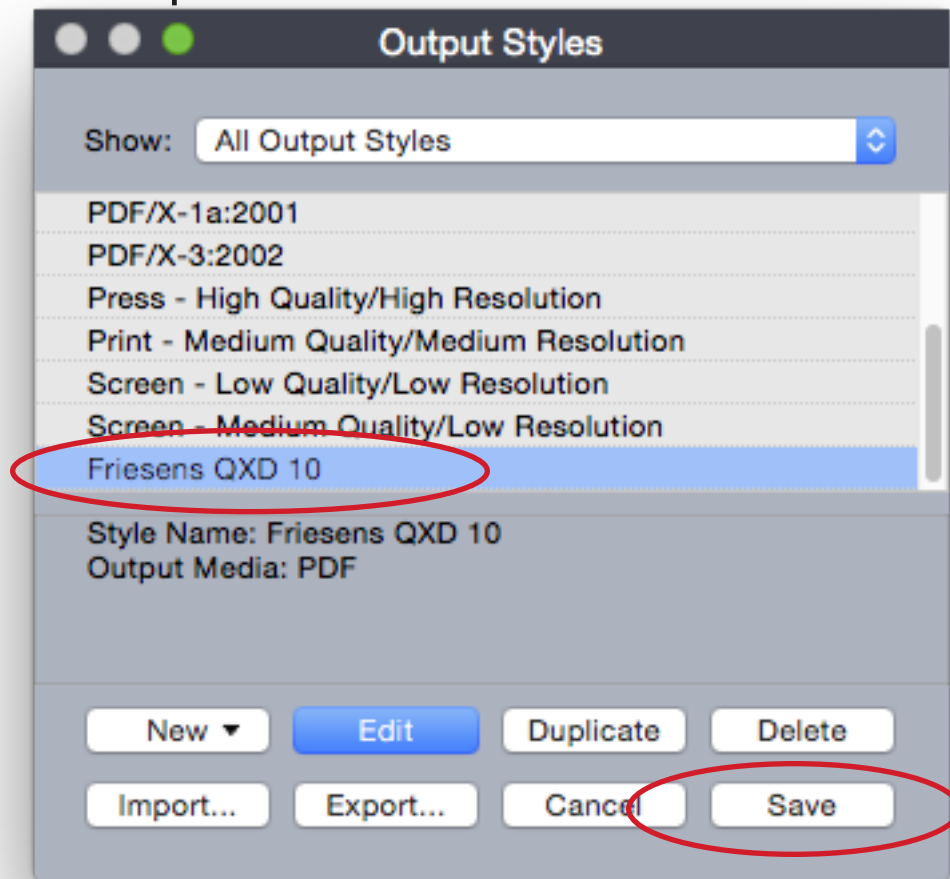 Output Styles
Show: All Output Styles
PDF/X-1a:2001
PDF/X-3:2002
Press - High Quality/High Resolution
Print - Medium Quality/Medium Resolution
Screen - Low Quality/Low Resolution
Screen - Medium Quality/Low Resolution
Friesens QXD 10
Style Name: Friesens QXD 10
Output Media: PDF
New Edit Duplicate Delete
Import... Export... Cancel Save